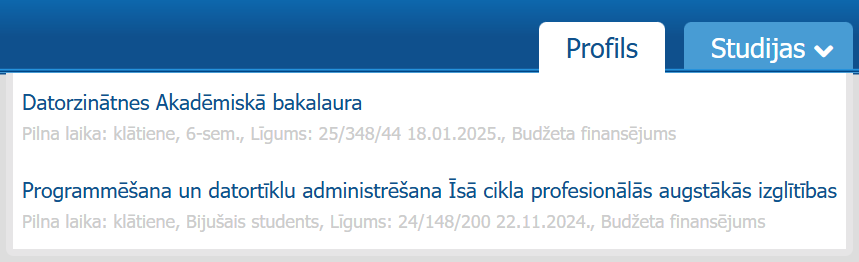 Profils
Studijas
Datorzinātnes Akadēmiskā bakalaura
Pilna laika: klātiene, 6-sem., Līgums: 25/348/44 18.01.2025., Budžeta finansējums
Programmēšana un datortīklu administrēšana Īsā cikla profesionālās augstākās izglītības
Pilna laika: klātiene, Bijušais students, Līgums: 24/148/200 22.11.2024., Budžeta finansējums